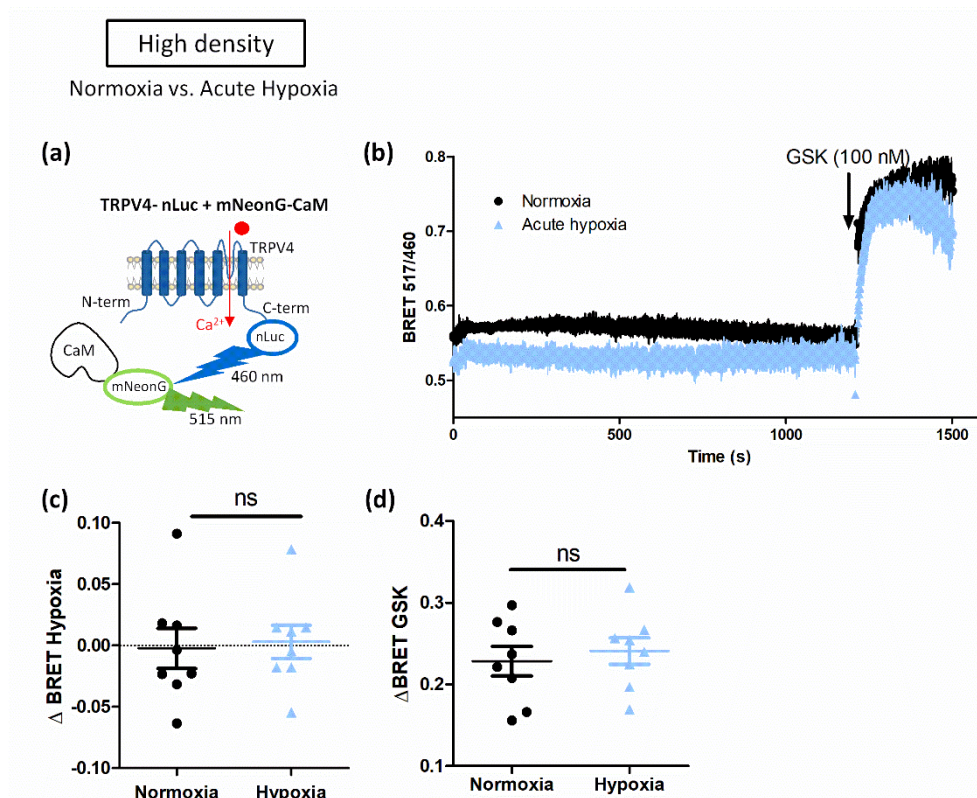 High density
Normoxia vs. Acute Hypoxia
(a)
TRPV4- nLuc + mNeonG-CaM
TRPV4
N-term
C-term
Ca2+
nLuc
CaM
460 nm
mNeonG
515 nm
(b)
0.8
0.7
0.6
0.5
BRET 517/460
GSK (100 nM)
Normoxia
Acute hypoxia
0
500
1000
1500
Time (s)
(c)
ns
0.10
0.05
0.00
-0.05
-0.10
Δ BRET Hypoxia
Normoxia
Hypoxia
(d)
ns
0.4
0.3
0.2
0.1
ΔBRET GSK
Normoxia
Hypoxia